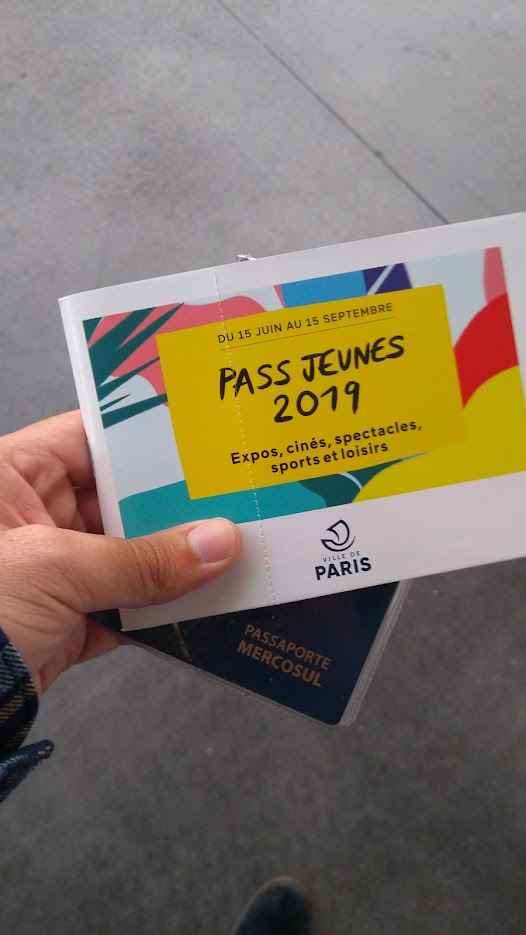 DU 15 JUIN AU 15 SEPTEMBRE
PASS JEUNES
2019
Expos, cinés, spectacles,
sports et loisirs
VILLE DE
PARIS
PASSAPORTE
MERCOSUL